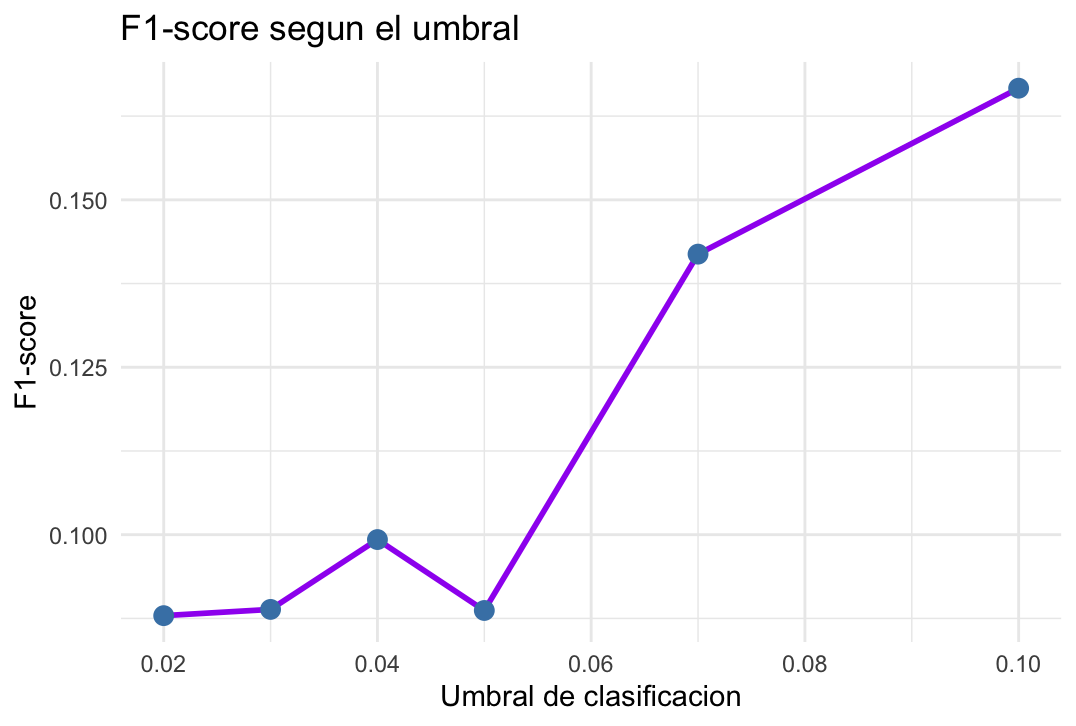 F1-score segun el umbral
F1-score
0.150
0.125
0.100
0.02 0.04 0.06 0.08 0.10
Umbral de clasificacion